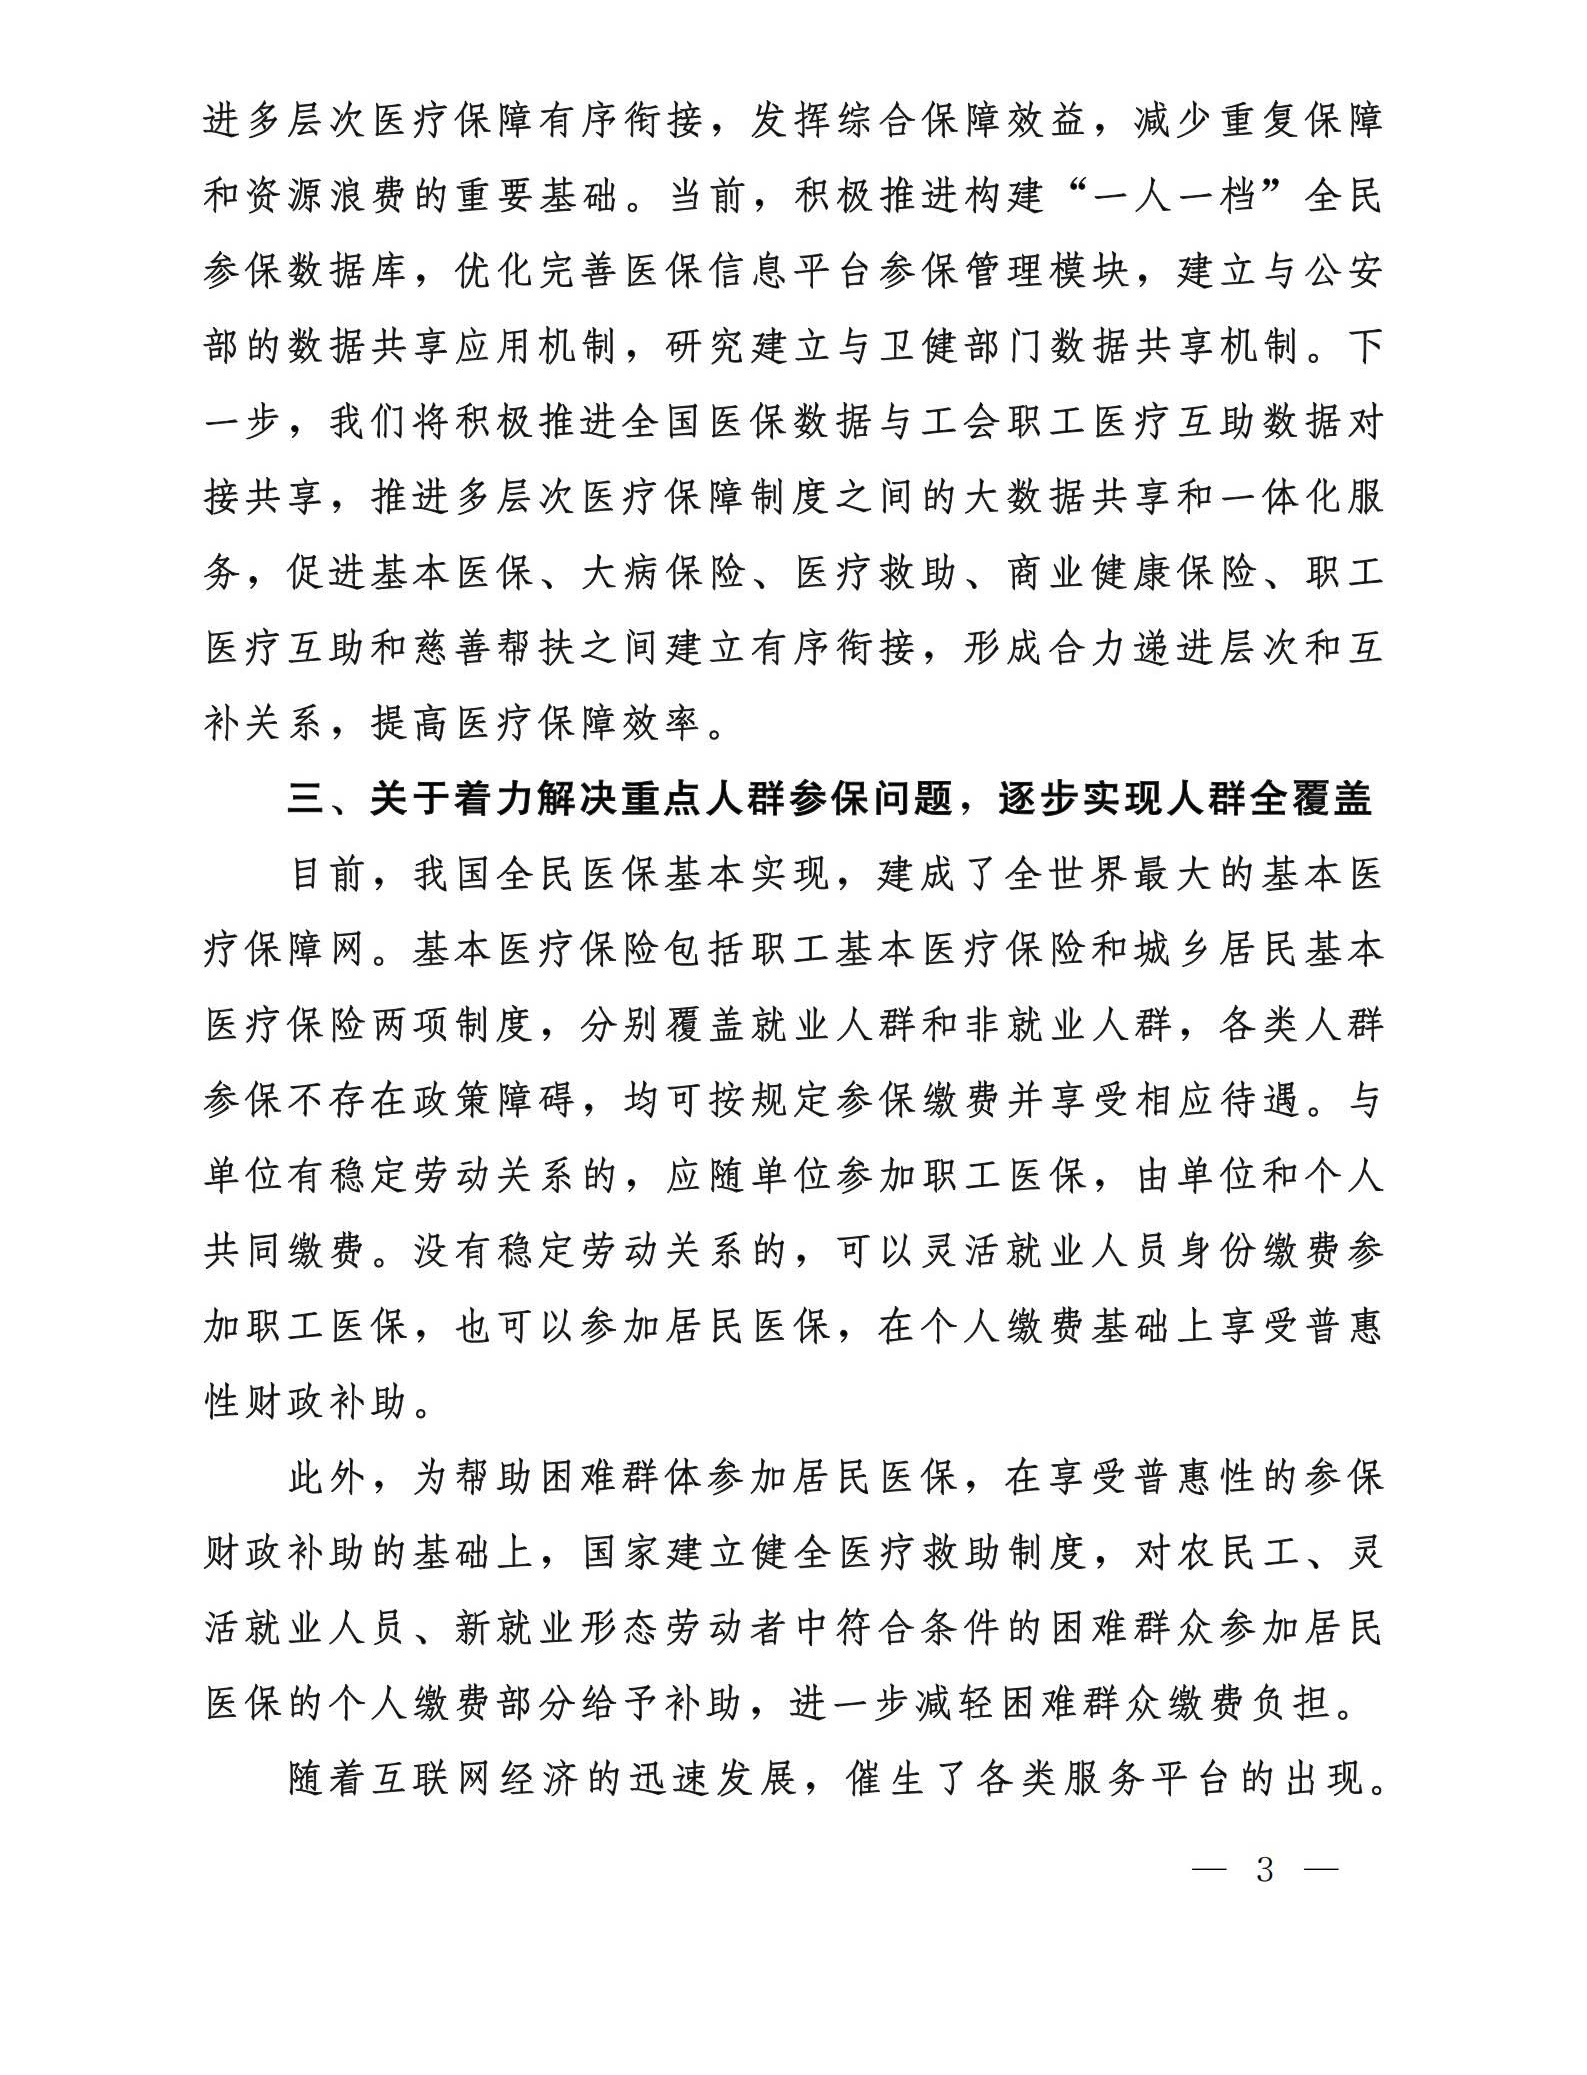 进多层次医疗保障有序衔接，发挥综合保障效益，减少重复保障
和资源浪费的重要基础。当前，积极推进构建“一人一档”全民
参保数据库，优化完善医保信息平台参保管理模块，建立与公安
部的数据共享应用机制，研究建立与卫健部门数据共享机制。下
一步，我们将积极推进全国医保数据与工会职工医疗互助数据对
接共享，推进多层次医疗保障制度之间的大数据共享和一体化服
务，促进基本医保、大病保险、医疗救助、商业健康保险、职工
医疗互助和慈善帮扶之间建立有序衔接，形成合力递进层次和互
补关系，提高医疗保障效率。
三、关于着力解决重点人群参保问题，逐步实现人群全覆盖
目前，我国全民医保基本实现，建成了全世界最大的基本医
疗保障网。基本医疗保险包括职工基本医疗保险和城乡居民基本
医疗保险两项制度，分别覆盖就业人群和非就业人群，各类人群
参保不存在政策障碍，均可按规定参保缴费并享受相应待遇。与
单位有稳定劳动关系的，应随单位参加职工医保，由单位和个人
共同缴费。没有稳定劳动关系的，可以灵活就业人员身份缴费参
加职工医保，也可以参加居民医保，在个人缴费基础上享受普惠
性财政补助。
此外，为帮助困难群体参加居民医保，在享受普惠性的参保
财政补助的基础上，国家建立健全医疗救助制度，对农民工、灵
活就业人员、新就业形态劳动者中符合条件的困难群众参加居民
医保的个人缴费部分给予补助，进一步减轻困难群众缴费负担。
随着互联网经济的迅速发展，催生了各类服务平台的出现。
— 3 —